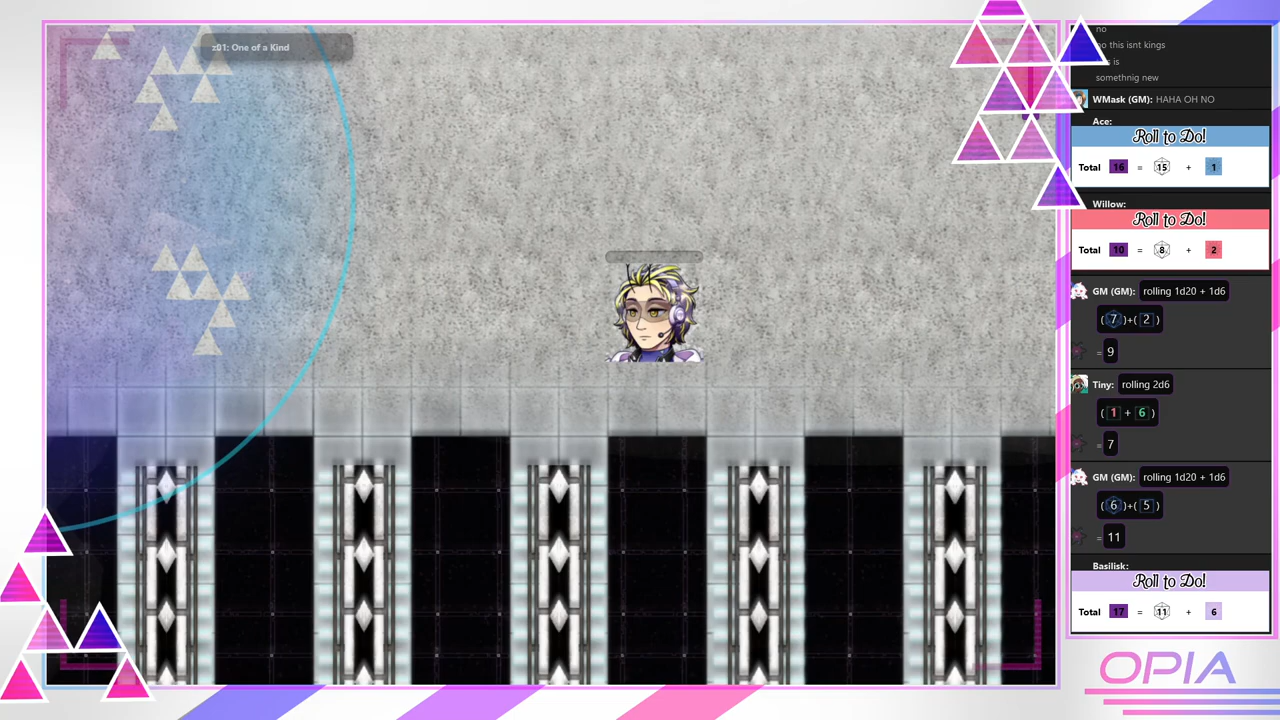 z01: One of a Kind
no
no this isnt kings
this is
somethnig new
WMask (GM): HAHA OH NO
Ace:
Roll to Do!
Total 16 = 15 + 1
Willow:
Roll to Do!
Total 10 = 8 + 2
GM (GM): rolling 1d20 + 1d6
(7)+(2)
= 9
Tiny: rolling 2d6
(1 + 6)
= 7
GM (GM): rolling 1d20 + 1d6
(6)+(5)
= 11
Basilisk:
Roll to Do!
Total 17 = 11 + 6
OPIA